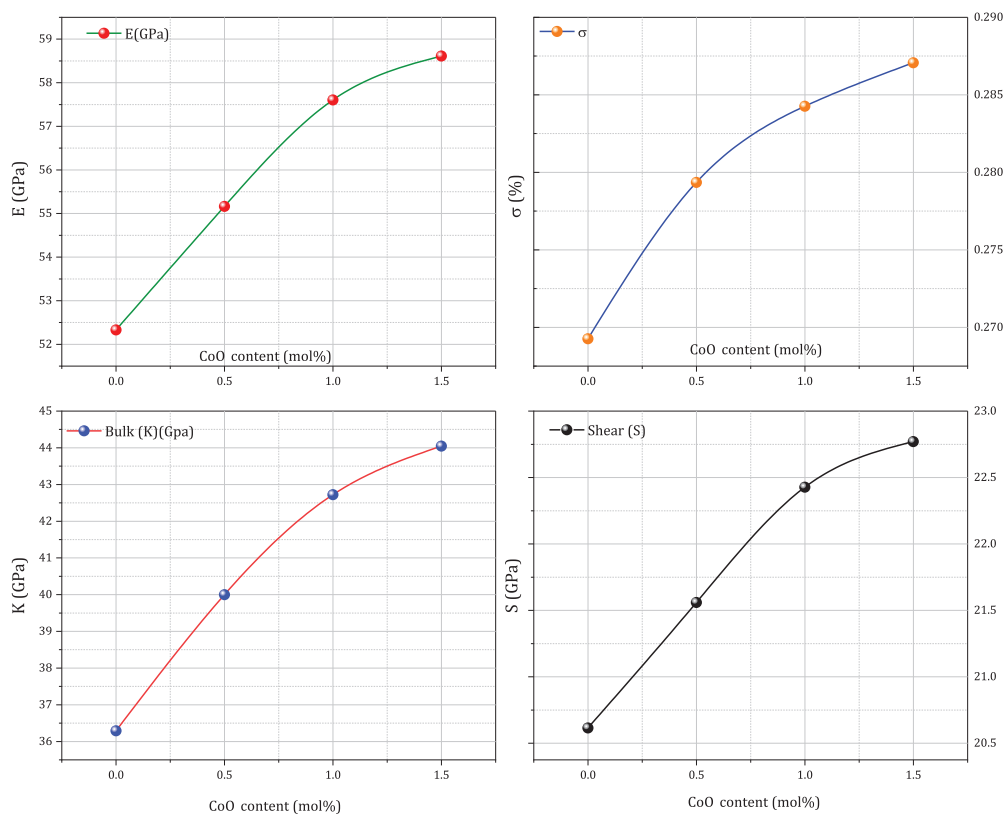 E(GPa)
E (GPa)
59
58
57
56
55
54
53
52
CoO content (mol%)
0.0 0.5 1.0 1.5
σ
σ (%)
0.290
0.285
0.280
0.275
0.270
CoO content (mol%)
0.0 0.5 1.0 1.5
Bulk (K)(Gpa)
K (GPa)
45
44
43
42
41
40
39
38
37
36
0.0 0.5 1.0 1.5
CoO content (mol%)
Shear (S)
S (GPa)
23.0
22.5
22.0
21.5
21.0
20.5
0.0 0.5 1.0 1.5
CoO content (mol%)